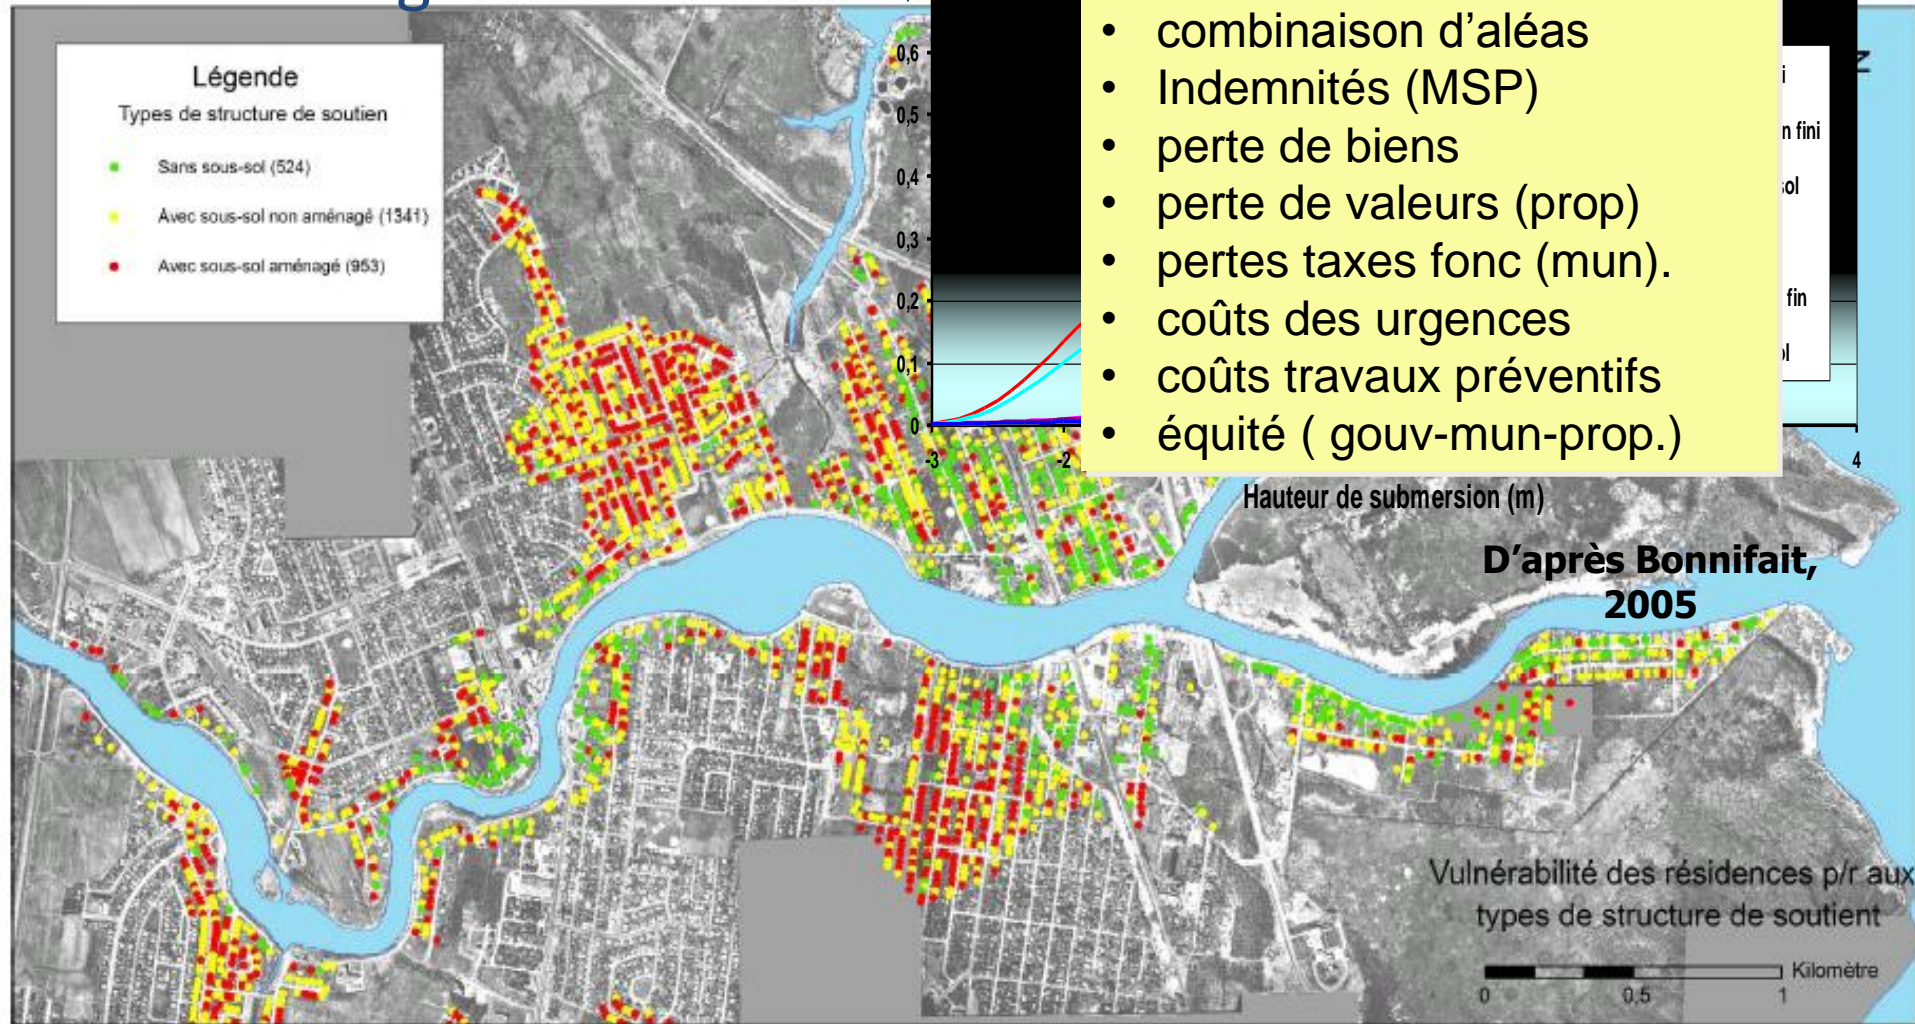 Légende
Types de structure de soutien
Sans sous-sol (524)
Avec sous-sol non aménagé (1341)
Avec sous-sol aménagé (953)
0,6
0,5
0,4
0,3
0,2
0,1
0
-3
-2
4
Hauteur de submersion (m)
• combinaison d’aléas
• Indemnités (MSP)
• perte de biens
• perte de valeurs (prop)
• pertes taxes fonc (mun).
• coûts des urgences
• coûts travaux préventifs
• équité ( gouv-mun-prop.)
n fini
fin
D’après Bonnifait,
2005
Vulnérabilité des résidences p/r aux
types de structure de soutient
Kilomètre
0 0.5 1